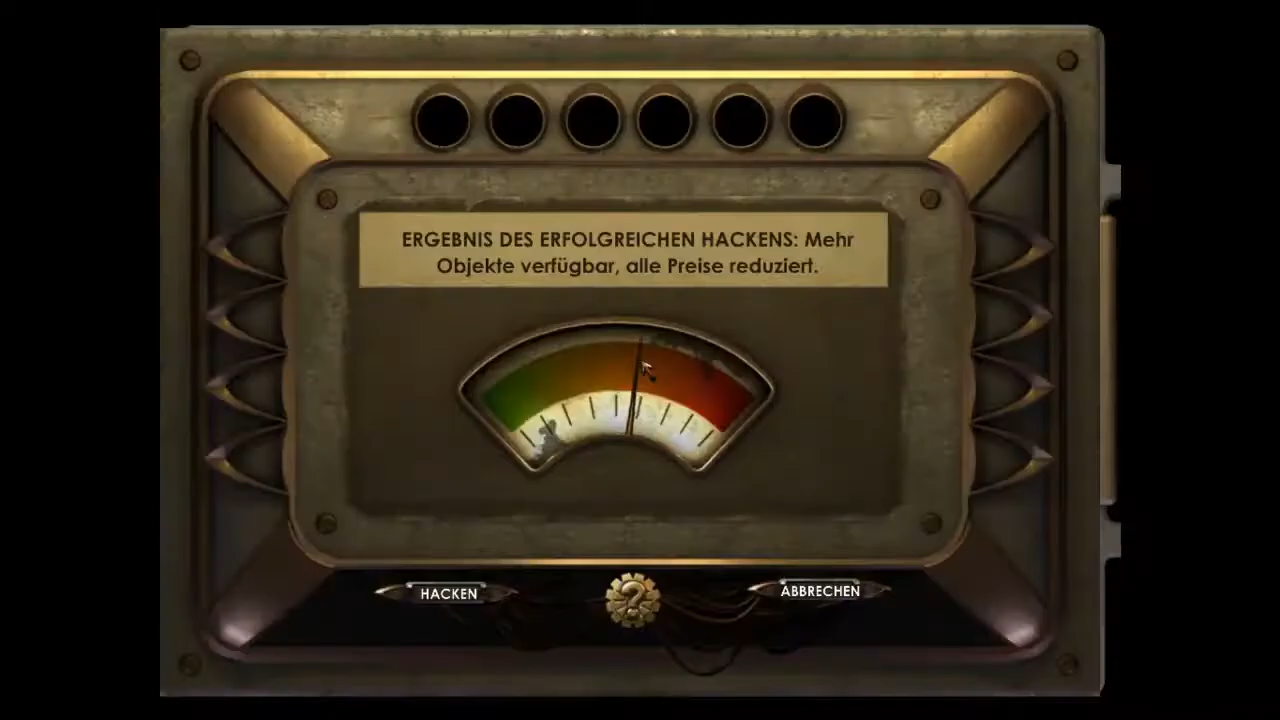 ERGEBNIS DES ERFOLGREICHEN HACKENS: Mehr
Objekte verfügbar, alle Preise reduziert.
HACKEN
?
ABBRECHEN